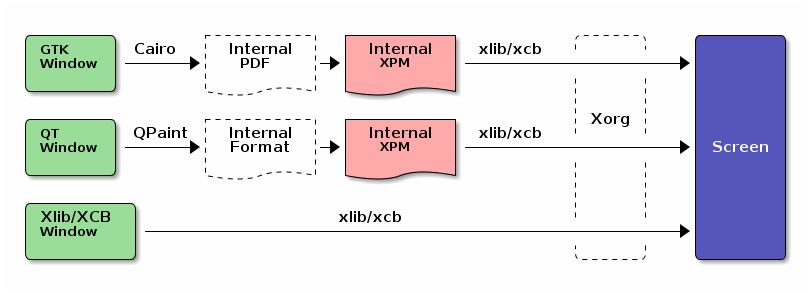 GTK
Window
Cairo
Internal
PDF
Internal
XPM
xlib/xcb
QT
Window
QPaint
Internal
Format
Internal
XPM
xlib/xcb
Xorg
Screen
Xlib/XCB
Window
xlib/xcb